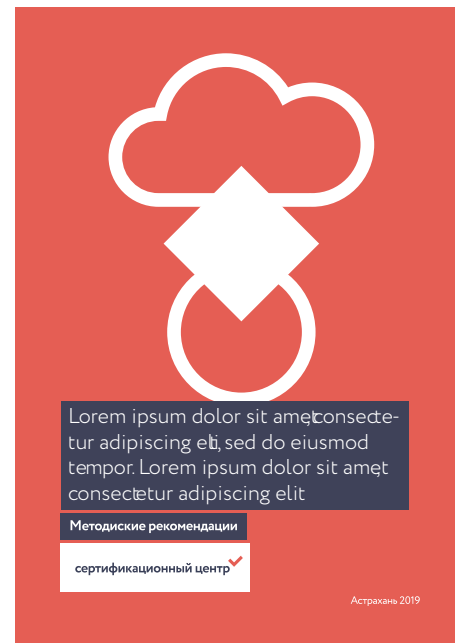 Lorem ipsum dolor sit amet, consecte-
tur adipiscing elit, sed do eiusmod
tempor. Lorem ipsum dolor sit amet,
consectetur adipiscing elit
Методиские рекомендации
сертификационный центр
Астрахань 2019